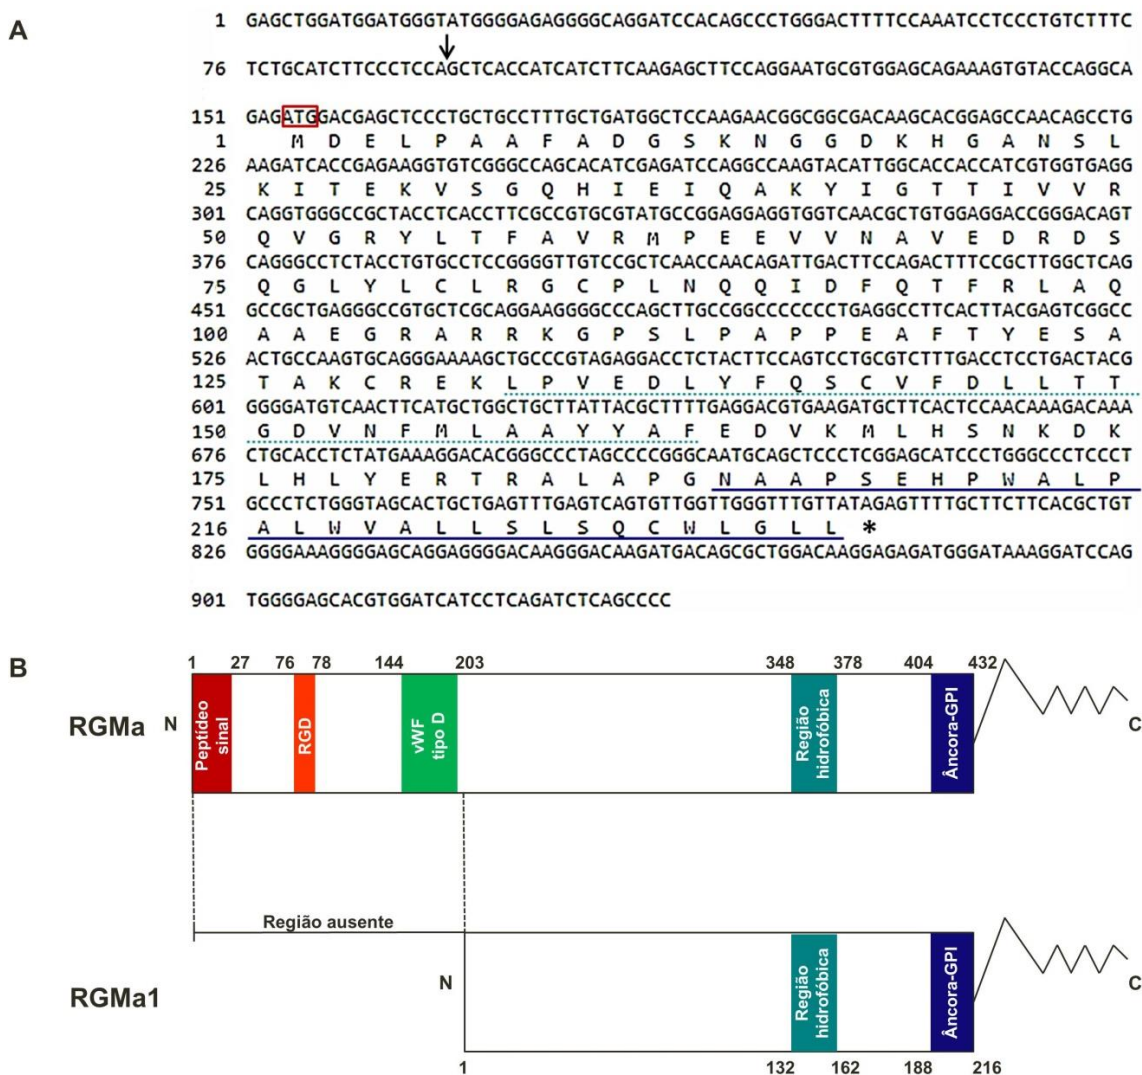 A
1 GAGCTGGATGGATGGGTATGGGGAGAGGGGCAGGATCCACAGCCCTGGGACTTTTCCAAATCCTCCCTGTCTTTC
76 TCTGCATCTTCCCTCCAGCTCACCATCATCTTCAAGAGCTTCCAGGAATGCGTGGAGCAGAAAGTGTACCAGGCA
151 GAGATGGACGAGCTCCCTGCTGCCTTTGCTGATGGCTCCAAGAACGGCGGCGACAAGCACGGAGCCAACAGCCTG
1 M D E L P A A F A D G S K N G G D K H G A N S L
226 AAGATCACCGAGAAGGTGTCGGGCCAGCACATCGAGATCCAGGCCAAGTACATTGGCACCACCATCGTGGTGAGG
25 K I T E K V S G Q H I E I Q A K Y I G T T I V V R
301 CAGGTGGGCCGCTACCTCACCTTCGCCGTGCGTATGCCGGAGGAGGTGGTCAACGCTGTGGAGGACCGGGACAGT
50 Q V G R Y L T F A V R M P E E V V N A V E D R D S
376 CAGGGCCTCTACCTGTGCCTCCGGGGTTGTCCGCTCAACCAACAGATTGACTTCCAGACTTTCCGCTTGGCTCAG
75 Q G L Y L C L R G C P L N Q Q I D F Q T F R L A Q
451 GCCGCTGAGGGCCGTGCTCGCAGGAAGGGGCCCAGCTTGCCGGCCCCCCCTGAGGCCTTCACTTACGAGTCGGCC
100 A A E G R A R R K G P S L P A P P E A F T Y E S A
526 ACTGCCAAGTGCAGGGAAAAGCTGCCCGTAGAGGACCTCTACTTCCAGTCCTGCGTCTTTGACCTCCTGACTACG
125 T A K C R E K L P V E D L Y F Q S C V F D L L T T
601 GGGGATGTCAACTTCATGCTGGCTGCTTATTACGCTTTTGAGGACGTGAAGATGCTTCACTCCAACAAAGACAAA
150 G D V N F M L A A Y Y A F E D V K M L H S N K D K
676 CTGCACCTCTATGAAAGGACACGGGCCCTAGCCCCGGGCAATGCAGCTCCCTCGGAGCATCCCTGGGCCCTCCCT
175 L H L Y E R T R A L A P G N A A P S E H P W A L P
751 GCCCTCTGGGTAGCACTGCTGAGTTTGAGTCAGTGTTGGTTGGGTTTGTTATAGAGTTTTGCTTCTTCACGCTGT
216 A L W V A L L S L S Q C W L G L L *
826 GGGGAAAGGGGAGCAGGAGGGGACAAGGGACAAGATGACAGCGCTGGACAAGGAGAGATGGGATAAAGGATCCAG
901 TGGGGAGCACGTGGATCATCCTCAGATCTCAGCCCC
B
1 27 76 78 144 203 348 378 404 432
RGMa N
Peptídeo sinal
RGD
vWF tipo D
Região hidrofóbica
Âncora-GPI
C
Região ausente
RGMa1
N
Região hidrofóbica
Âncora-GPI
C
1 132 162 188 216